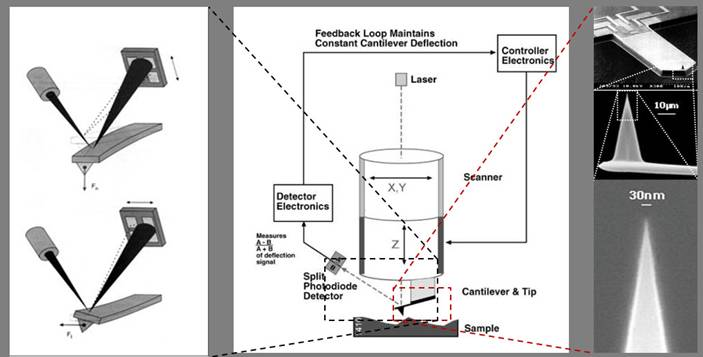 Fn
Feedback Loop Maintains
Constant Cantilever Deflection
Controller
Electronics
Laser
Scanner
X,Y
Z
Detector
Electronics
Measures
A - B
A + B
of deflection
signal
A
B
Split
Photodiode
Detector
Cantilever & Tip
Sample
10µm
30nm